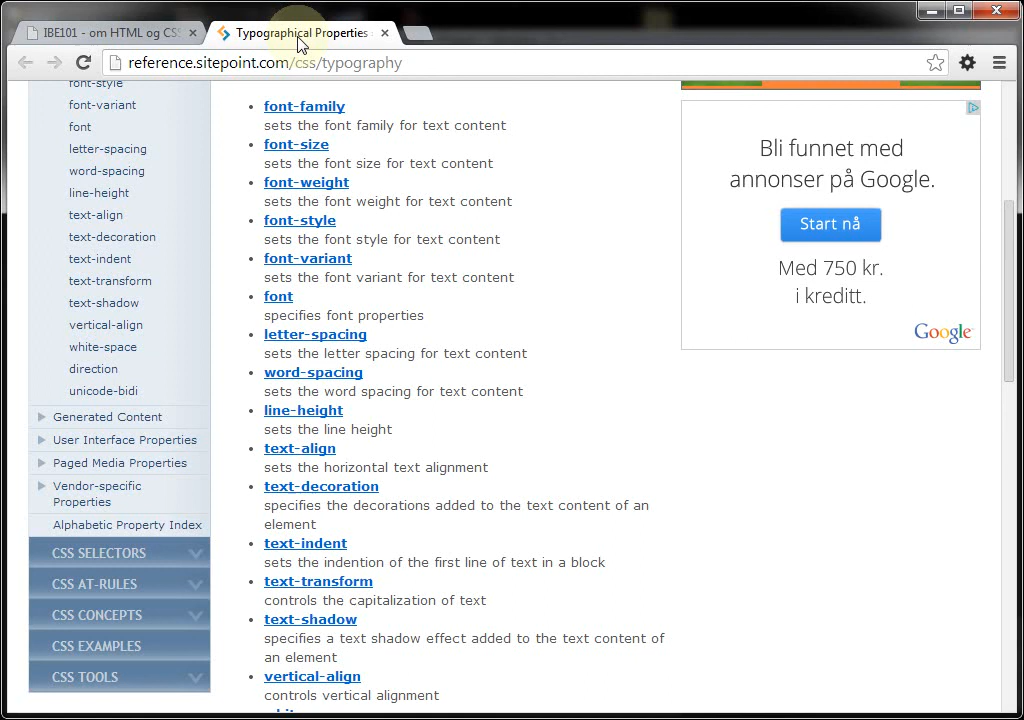 IBE101 - om HTML og CSS
Typographical Properties
reference.sitepoint.com/css/typography
font-style
font-variant
font
letter-spacing
word-spacing
line-height
text-align
text-decoration
text-indent
text-transform
text-shadow
vertical-align
white-space
direction
unicode-bidi
Generated Content
User Interface Properties
Paged Media Properties
Vendor-specific
Properties
Alphabetic Property Index
CSS SELECTORS
CSS AT-RULES
CSS CONCEPTS
CSS EXAMPLES
CSS TOOLS
font-family
sets the font family for text content
font-size
sets the font size for text content
font-weight
sets the font weight for text content
font-style
sets the font style for text content
font-variant
sets the font variant for text content
font
specifies font properties
letter-spacing
sets the letter spacing for text content
word-spacing
sets the word spacing for text content
line-height
sets the line height
text-align
sets the horizontal text alignment
text-decoration
specifies the decorations added to the text content of an
element
text-indent
sets the indention of the first line of text in a block
text-transform
controls the capitalization of text
text-shadow
specifies a text shadow effect added to the text content of
an element
vertical-align
controls vertical alignment
Bli funnet med
annonser på Google.
Start nå
Med 750 kr.
i kreditt.
Google